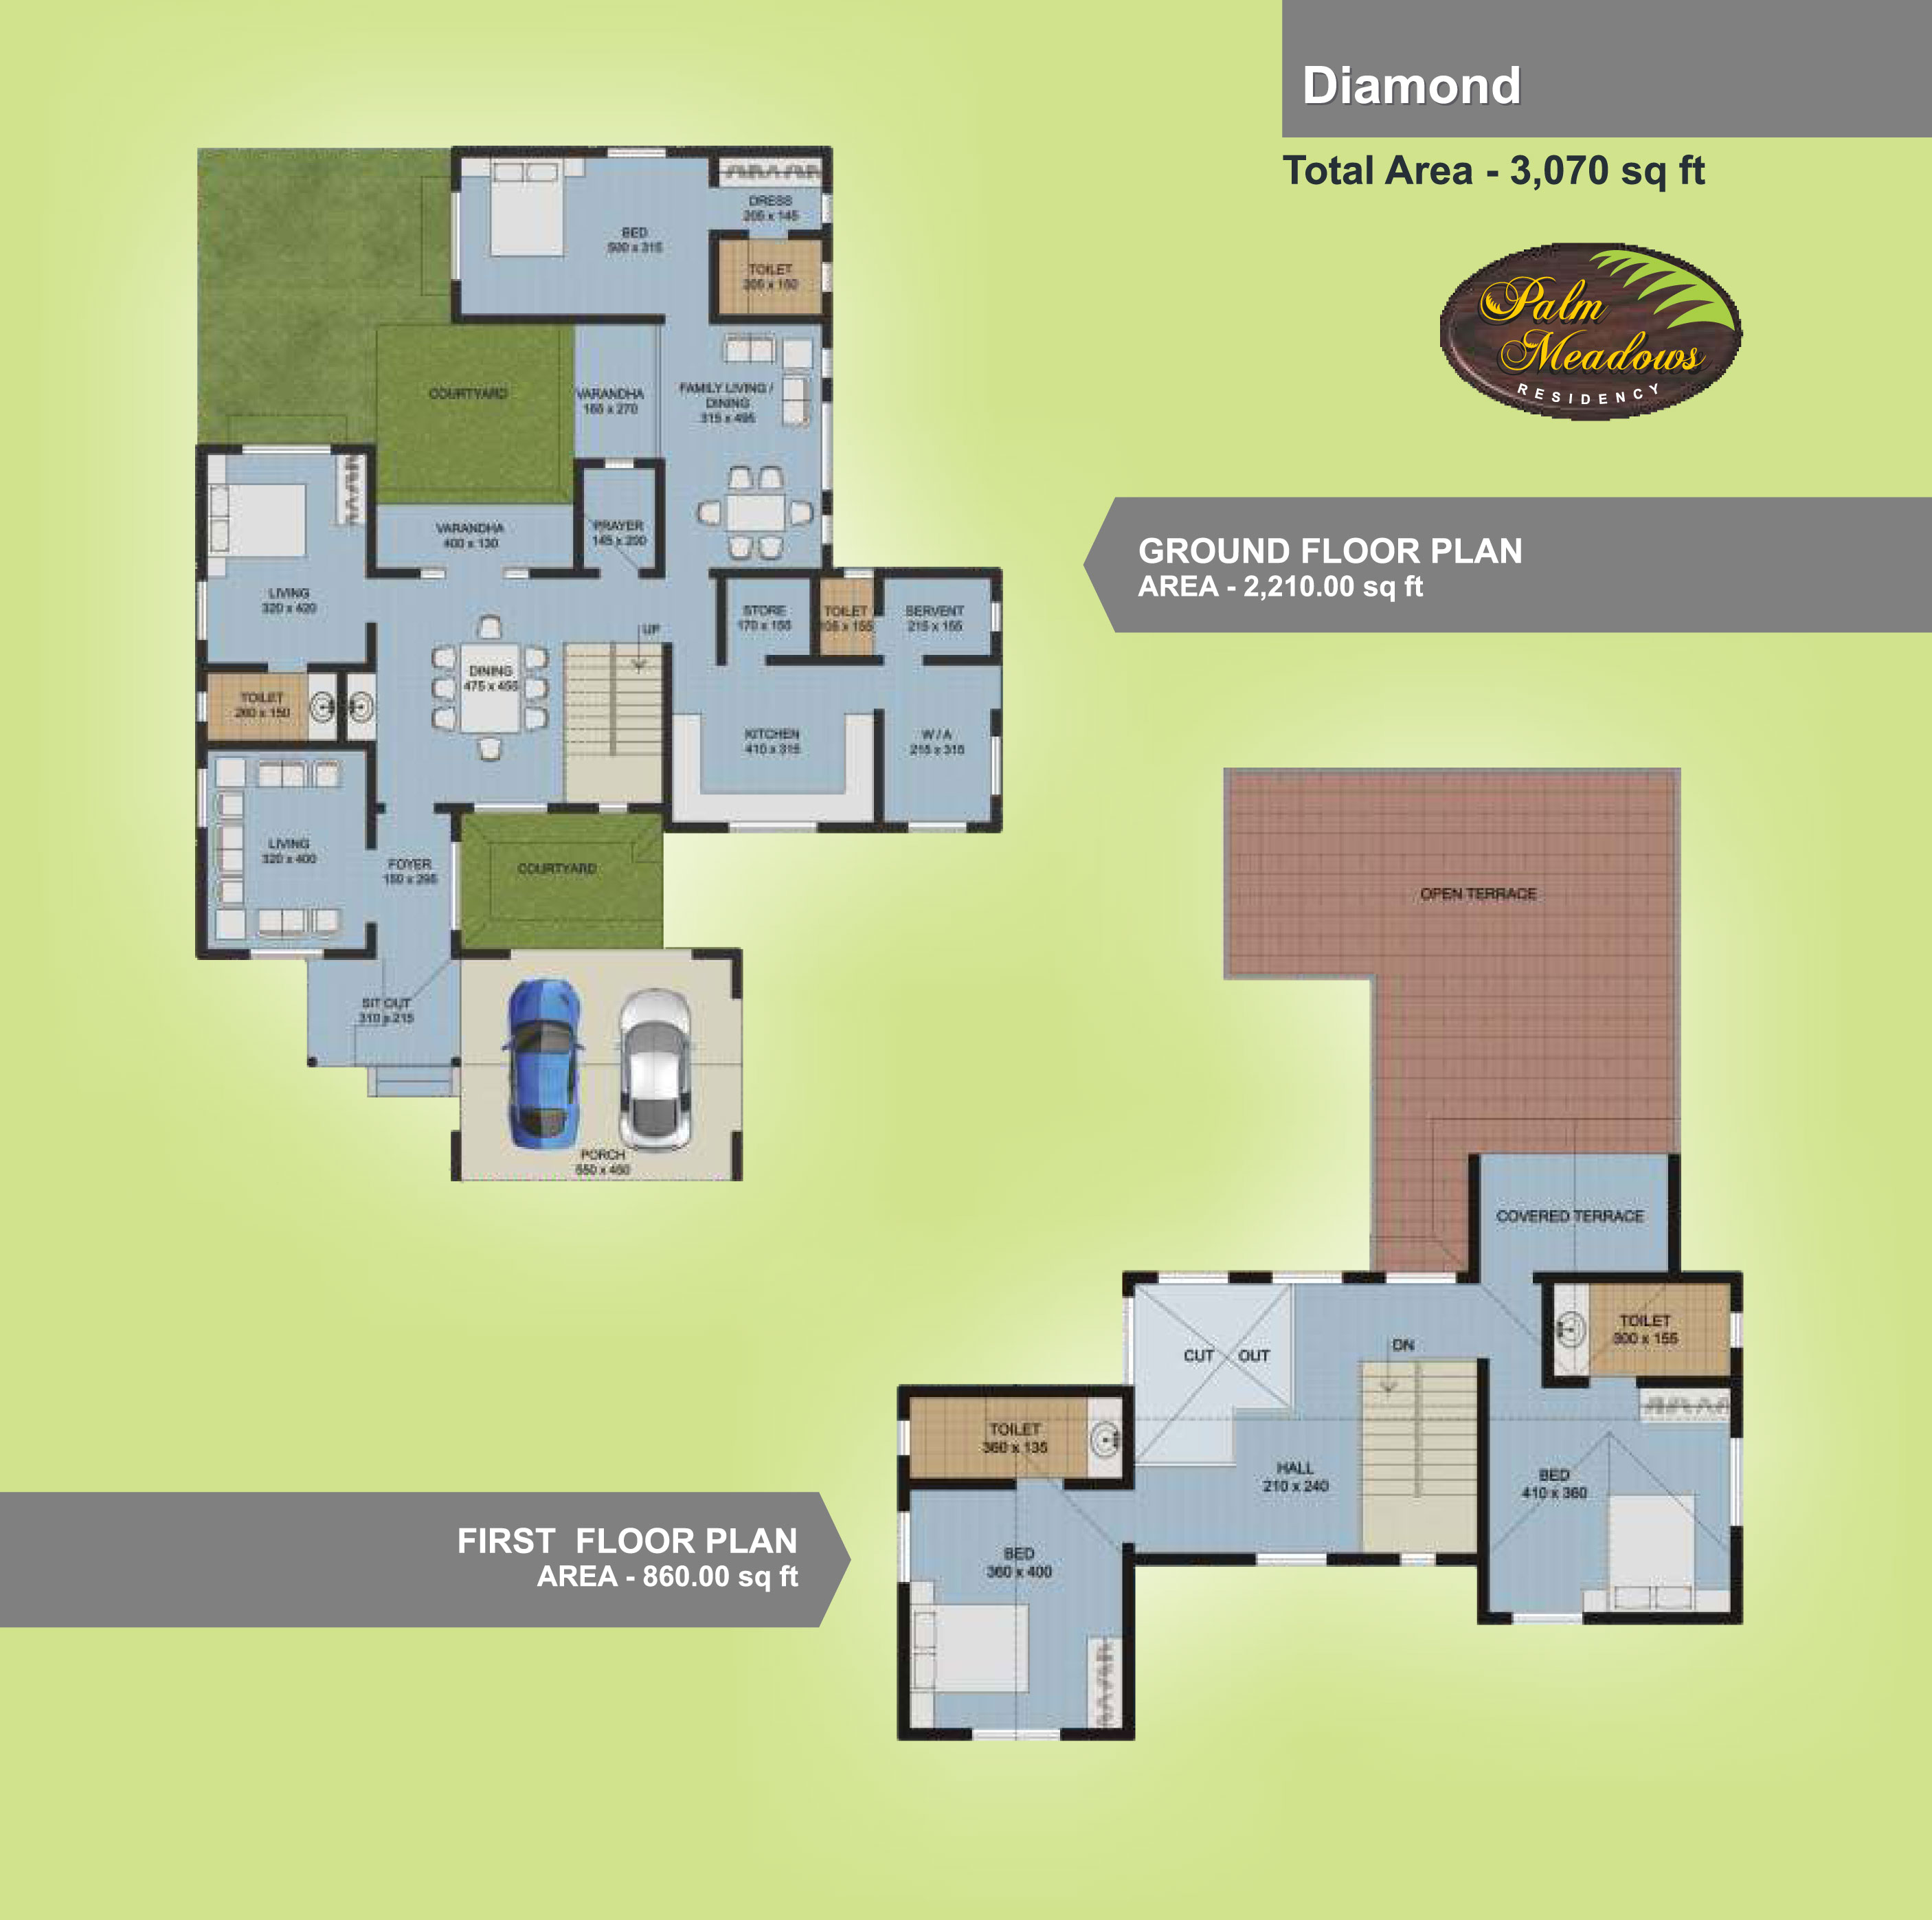 Diamond
Total Area - 3,070 sq ft
Palm
Meadows
RESIDENCY
GROUND FLOOR PLAN
AREA - 2,210.00 sq ft
BED
500 x 315
DRESS
205 x 145
TOILET
205 x 150
COURTYARD
VARANDHA
165 x 270
FAMILY LIVING /
DINING
315 x 495
VARANDHA
400 x 130
PRAYER
145 x 200
LIVING
320 x 420
STORE
170 x 155
TOILET
105 x 155
SERVENT
215 x 155
UP
DINING
475 x 455
TOILET
260 x 150
KITCHEN
410 x 315
W / A
215 x 315
LIVING
320 x 400
FOYER
150 x 295
COURTYARD
SIT OUT
310 x 215
PORCH
550 x 450
FIRST FLOOR PLAN
AREA - 860.00 sq ft
OPEN TERRACE
COVERED TERRACE
TOILET
300 x 155
DN
CUT OUT
TOILET
360 x 135
HALL
210 x 240
BED
410 x 360
BED
360 x 400